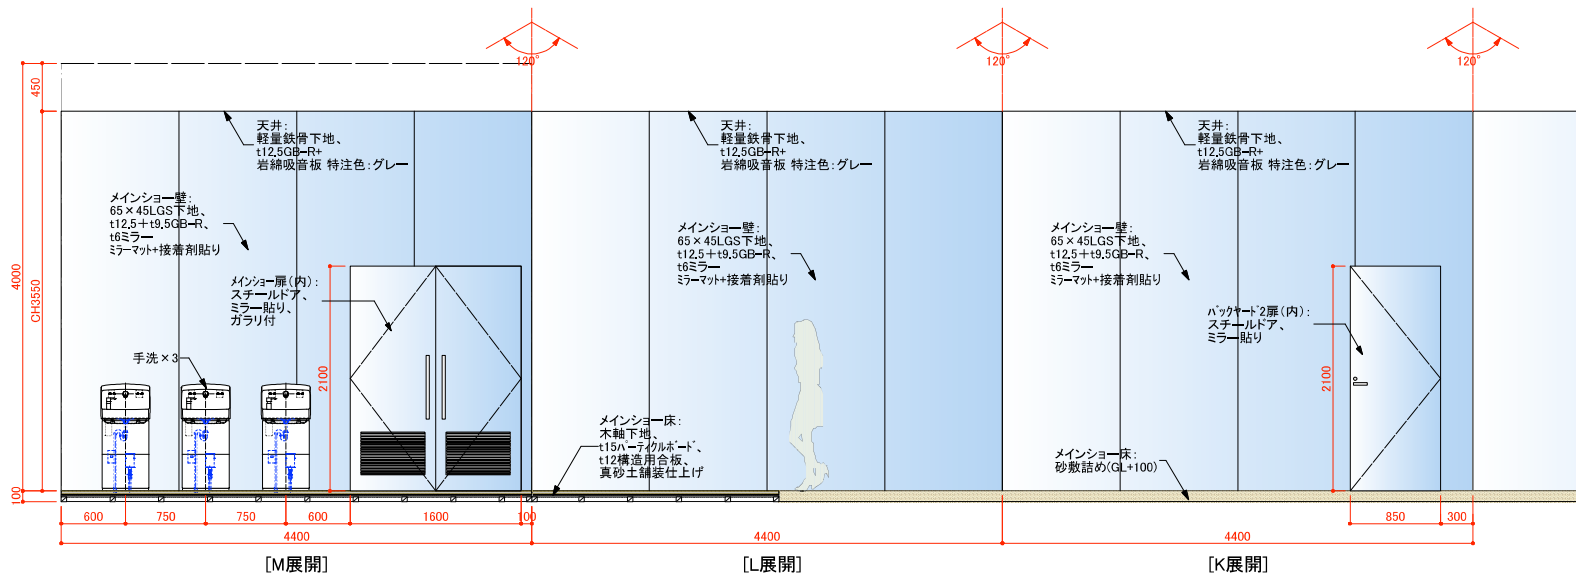 120°
120°
120°
450
4000
CH3550
100
天井:
軽量鉄骨下地、
t12.5GB-R+
岩綿吸音板 特注色:グレー
メインショー壁:
65×45LGS下地、
t12.5+t9.5GB-R、
t6ミラー
ミラーマット+接着剤貼り
メインショー扉(内):
スチールドア、
ミラー貼り、
ガラリ付
手洗×3
2100
天井:
軽量鉄骨下地、
t12.5GB-R+
岩綿吸音板 特注色:グレー
メインショー壁:
65×45LGS下地、
t12.5+t9.5GB-R、
t6ミラー
ミラーマット+接着剤貼り
メインショー床:
木軸下地、
t15パーティクルボード、
t12構造用合板、
真砂土舗装仕上げ
天井:
軽量鉄骨下地、
t12.5GB-R+
岩綿吸音板 特注色:グレー
メインショー壁:
65×45LGS下地、
t12.5+t9.5GB-R、
t6ミラー
ミラーマット+接着剤貼り
バックヤード2扉(内):
スチールドア、
ミラー貼り
2100
メインショー床:
砂敷詰め(GL+100)
600
750
750
600
1600
100
850
300
4400
4400
4400
[M展開]
[L展開]
[K展開]